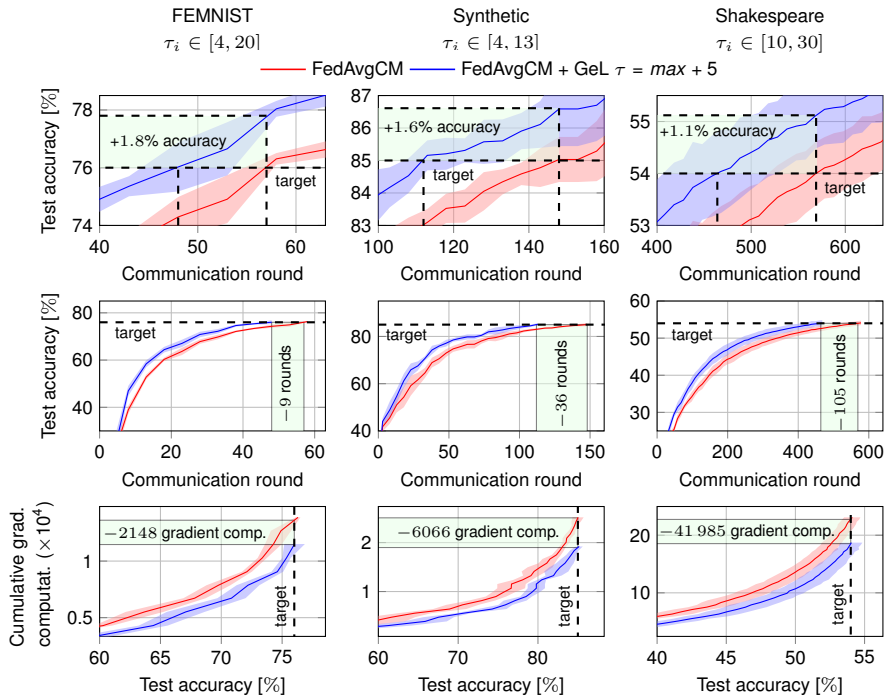 FEMNIST Synthetic Shakespeare
τi ∈ [4, 20] τi ∈ [4, 13] τi ∈ [10, 30]
FedAvgCM FedAvgCM + GeL τ = max + 5
Test accuracy [%]
78
76
74
+1.8% accuracy
target
40 50 60
Communication round
87
86
85
84
83
+1.6% accuracy
target
100 120 140 160
Communication round
55
54
53
+1.1% accuracy
target
400 500 600
Communication round
Test accuracy [%]
80
60
40
target
−9 rounds
0 20 40 60
Communication round
80
60
40
target
−36 rounds
0 50 100 150
Communication round
60
50
40
30
target
−105 rounds
0 200 400 600
Communication round
Cumulative grad.
computat. (×10⁴)
1
0.5
−2148 gradient comp.
target
60 65 70 75
Test accuracy [%]
2
1
−6066 gradient comp.
target
60 70 80
Test accuracy [%]
20
10
−41 985 gradient comp.
target
40 45 50 55
Test accuracy [%]